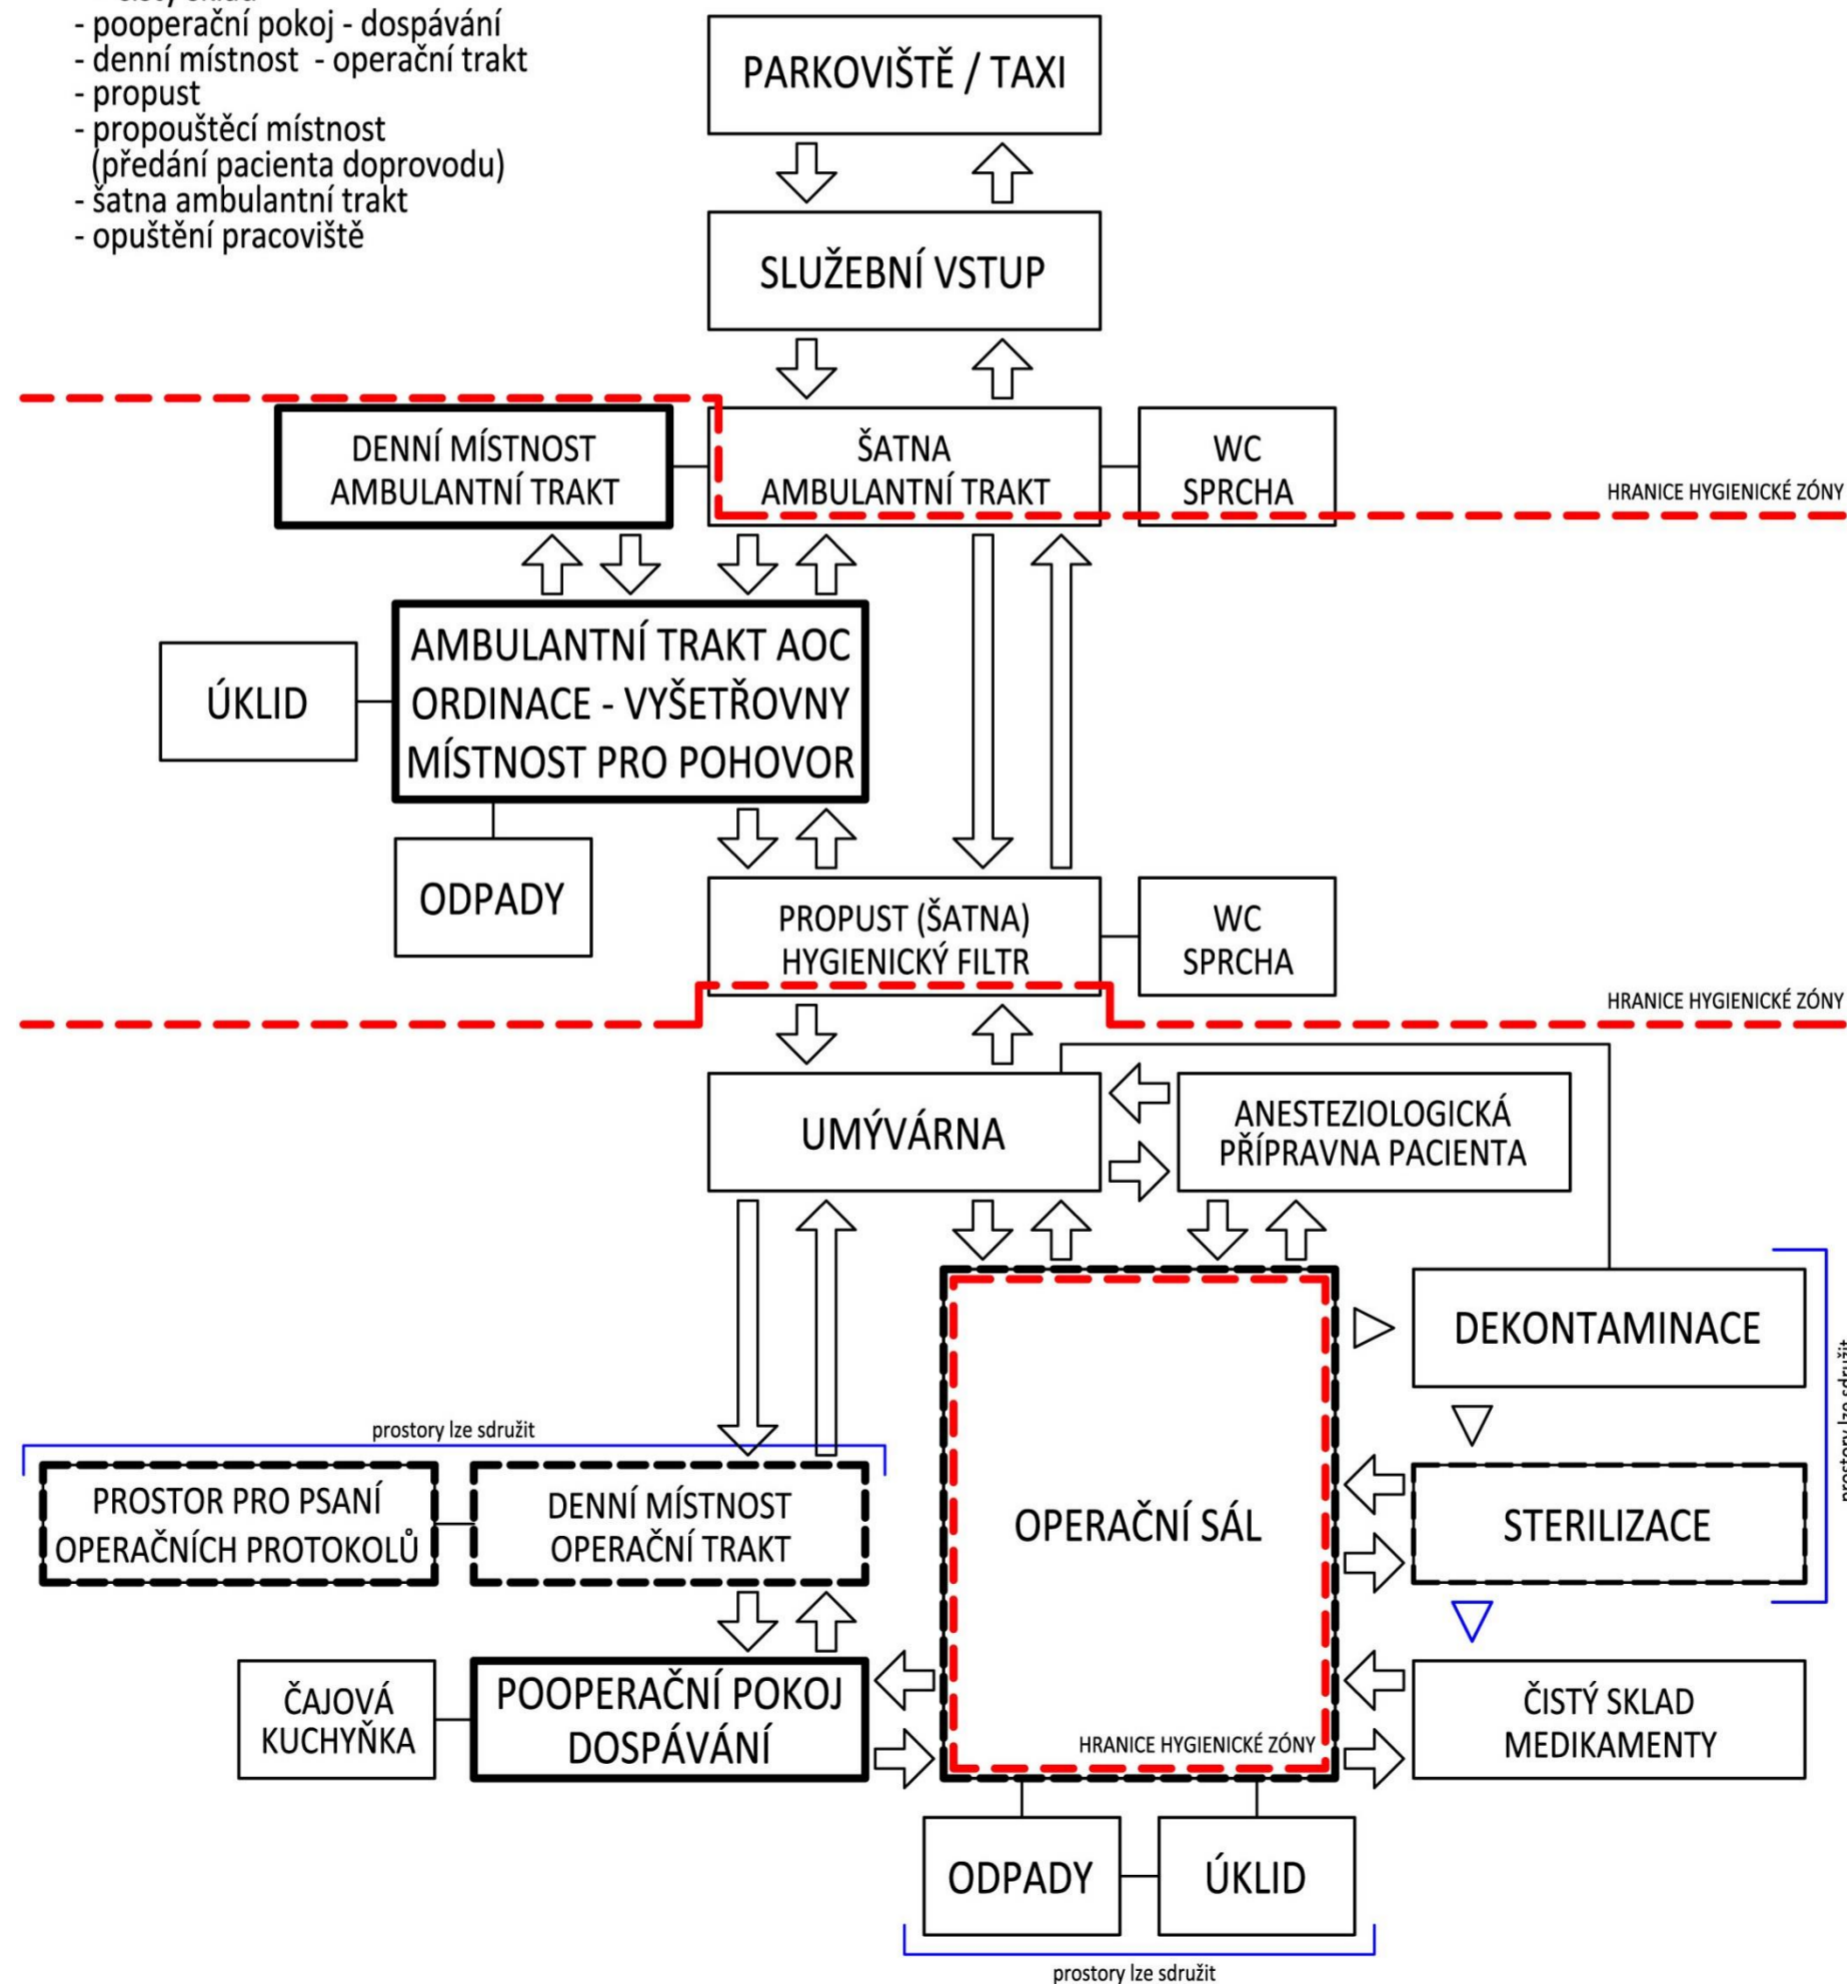 - pooperační pokoj - dospávání
- denní místnost - operační trakt
- propust
- propouštěcí místnost
(předání pacienta doprovodu)
- šatna ambulantní trakt
- opuštění pracoviště
PARKOVIŠTĚ / TAXI
SLUŽEBNÍ VSTUP
DENNÍ MÍSTNOST
AMBULANTNÍ TRAKT
ŠATNA
AMBULANTNÍ TRAKT
WC
SPRCHA
HRANICE HYGIENICKÉ ZÓNY
ÚKLID
AMBULANTNÍ TRAKT AOC
ORDINACE - VYŠETŘOVNY
MÍSTNOST PRO POHOVOR
ODPADY
PROPUST (ŠATNA)
HYGIENICKÝ FILTR
WC
SPRCHA
HRANICE HYGIENICKÉ ZÓNY
UMÝVÁRNA
ANESTEZIOLOGICKÁ
PŘÍPRAVNA PACIENTA
DEKONTAMINACE
prostory lze sdružit
prostory lze sdružit
PROSTOR PRO PSANÍ
OPERAČNÍCH PROTOKOLŮ
DENNÍ MÍSTNOST
OPERAČNÍ TRAKT
OPERAČNÍ SÁL
STERILIZACE
ČAJOVÁ
KUCHYŇKA
POOPERAČNÍ POKOJ
DOSPÁVÁNÍ
HRANICE HYGIENICKÉ ZÓNY
ČISTÝ SKLAD
MEDIKAMENTY
ODPADY
ÚKLID
prostory lze sdružit